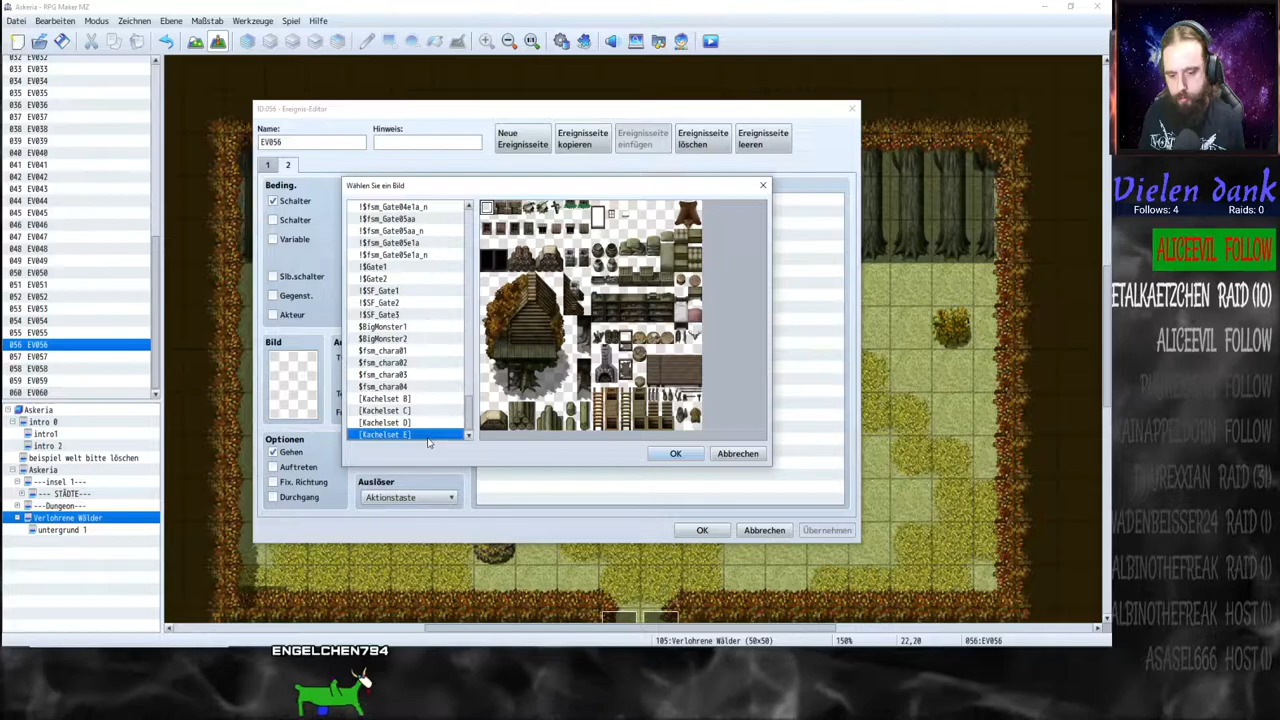 Askeria - RPG Maker MZ
Datei Bearbeiten Modus Zeichnen Ebene Maßstab Werkzeuge Spiel Hilfe
032 EV032
033 EV033
034 EV034
035 EV035
036 EV036
037 EV037
038 EV038
039 EV039
040 EV040
041 EV041
042 EV042
043 EV043
044 EV044
045 EV045
046 EV046
047 EV047
048 EV048
049 EV049
050 EV050
051 EV051
052 EV052
053 EV053
054 EV054
055 EV055
056 EV056
057 EV057
058 EV058
059 EV059
060 EV060
Askeria
intro 0
intro1
intro 2
beispiel welt bitte löschen
Askeria
---insel 1---
--- STÄDTE---
---Dungeon---
Verlohrene Wälder
untergrund 1
ID:056 - Ereignis-Editor
Name:
Hinweis:
EV056
Neue Ereignisseite
Ereignisseite kopieren
Ereignisseite einfügen
Ereignisseite löschen
Ereignisseite leeren
1 2
Beding.
Schalter
Schalter
Variable
Slb.schalter
Gegenst.
Akteur
Bild
Optionen
Gehen
Auftreten
Fix. Richtung
Durchgang
Auslöser
Aktionstaste
OK Abbrechen Übernehmen
Wählen Sie ein Bild
!$fsm_Gate04e1a_n
!$fsm_Gate05aa
!$fsm_Gate05aa_n
!$fsm_Gate05e1a
!$fsm_Gate05e1a_n
!$Gate1
!$Gate2
!$SF_Gate1
!$SF_Gate2
!$SF_Gate3
$BigMonster1
$BigMonster2
$fsm_chara01
$fsm_chara02
$fsm_chara03
$fsm_chara04
[Kachelset B]
[Kachelset C]
[Kachelset D]
[Kachelset E]
OK Abbrechen
105:Verlohrene Wälder (50×50) 150% 22,20 056:EV056
Vielen dank
Follows: 4 Raids: 0
ALICEEVIL FOLLOW
ETALKAETZCHEN RAID (10)
ALICEEVIL FOLLOW
ALBINOTHEFREAK RAID (1)
ALBINOTHEFREAK HOST (1)
ASASEL666 HOST (1)
ENGELCHEN794